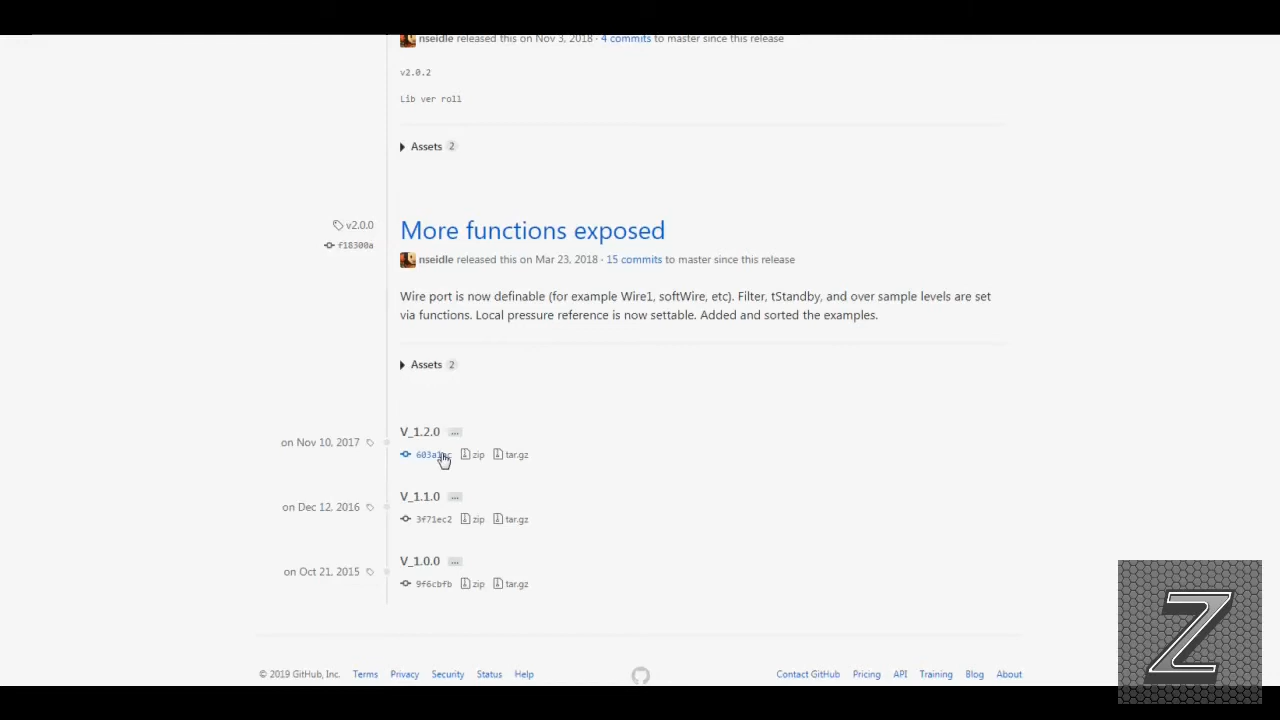 nseidle released this on Nov 3, 2018 · 4 commits to master since this release
v2.0.2
Lib ver roll
Assets 2
v2.0.0
More functions exposed
f18300a
nseidle released this on Mar 23, 2018 · 15 commits to master since this release
Wire port is now definable (for example Wire1, softWire, etc). Filter, tStandby, and over sample levels are set
via functions. Local pressure reference is now settable. Added and sorted the examples.
Assets 2
V_1.2.0 ...
on Nov 10, 2017
zip tar.gz
V_1.1.0 ...
on Dec 12, 2016
3f71ec2 zip tar.gz
V_1.0.0 ...
on Oct 21, 2015
9f6cbfb zip tar.gz
© 2019 GitHub, Inc. Terms Privacy Security Status Help Contact GitHub Pricing API Training Blog About
Z